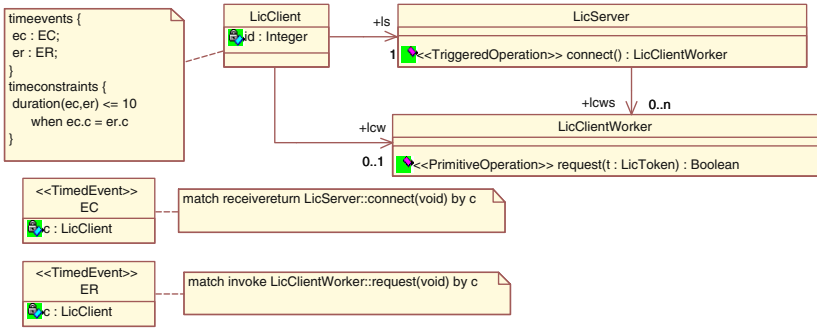 timeevents {
ec : EC;
er : ER;
}
timeconstraints {
duration(ec,er) <= 10
when ec.c = er.c
}
LicClient
id : Integer
+ls
1
LicServer
<<TriggeredOperation>> connect() : LicClientWorker
+lcws
0..n
+lcw
0..1
LicClientWorker
<<PrimitiveOperation>> request(t : LicToken) : Boolean
<<TimedEvent>>
EC
c : LicClient
match receivereturn LicServer::connect(void) by c
<<TimedEvent>>
ER
c : LicClient
match invoke LicClientWorker::request(void) by c